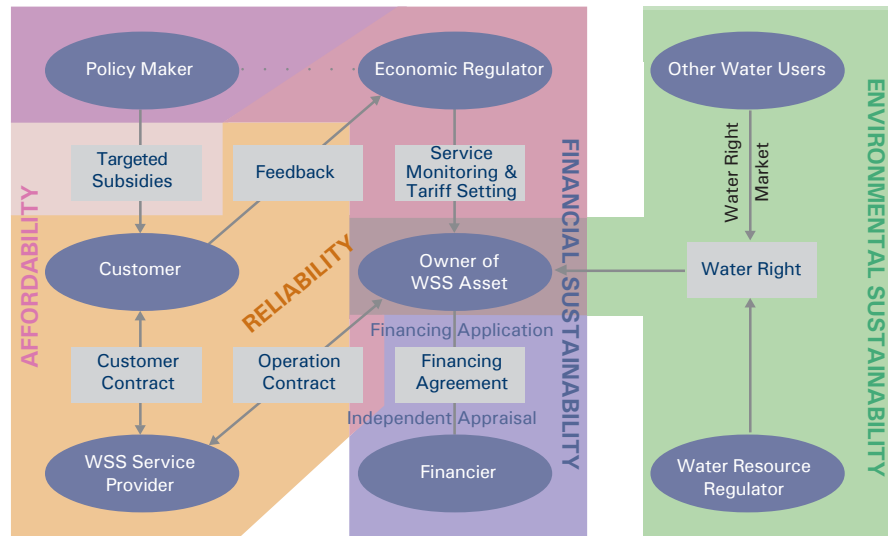 Policy Maker
Economic Regulator
Other Water Users
Targeted
Subsidies
Feedback
Service
Monitoring &
Tariff Setting
Water Right
Market
Customer
Owner of
WSS Asset
Water Right
AFFORDABILITY
RELIABILITY
FINANCIAL SUSTAINABILITY
ENVIRONMENTAL SUSTAINABILITY
Financing Application
Customer
Contract
Operation
Contract
Financing
Agreement
Independent Appraisal
WSS Service
Provider
Financier
Water Resource
Regulator